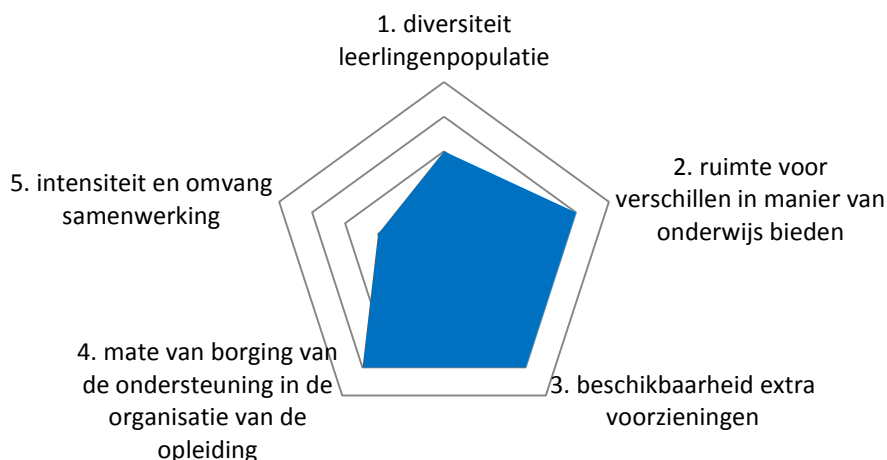 1. diversiteit
leerlingenpopulatie
2. ruimte voor
verschillen in manier van
onderwijs bieden
3. beschikbaarheid extra
voorzieningen
4. mate van borging van
de ondersteuning in de
organisatie van de
opleiding
5. intensiteit en omvang
samenwerking